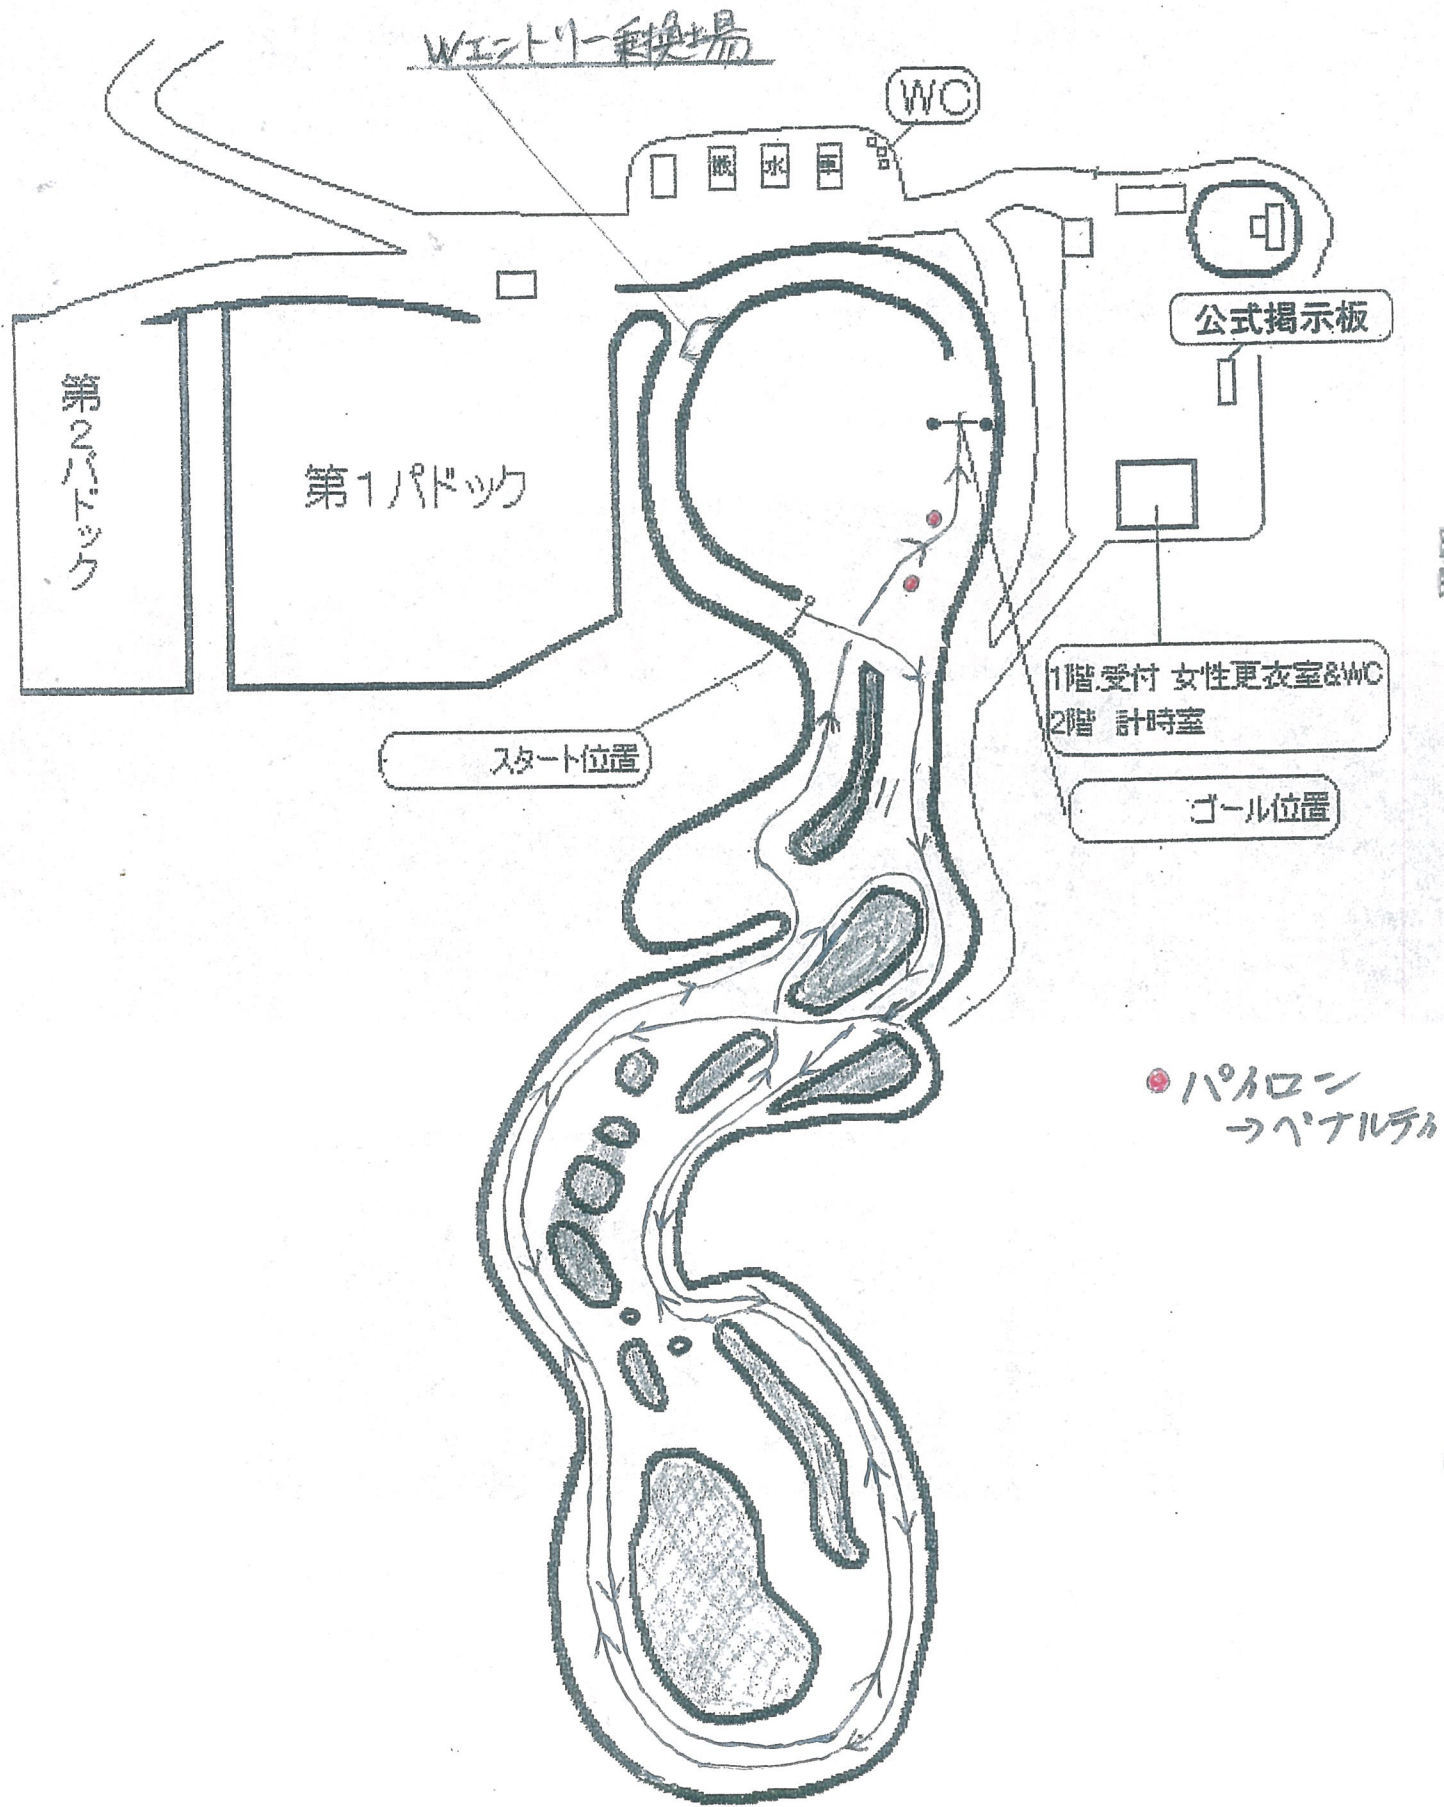 Wエントリー乗換場
WC
散
水
車
公式掲示板
第2パドック
第1パドック
1階受付 女性更衣室&WC
2階 計時室
スタート位置
ゴール位置
パイロン
→ペナルティ